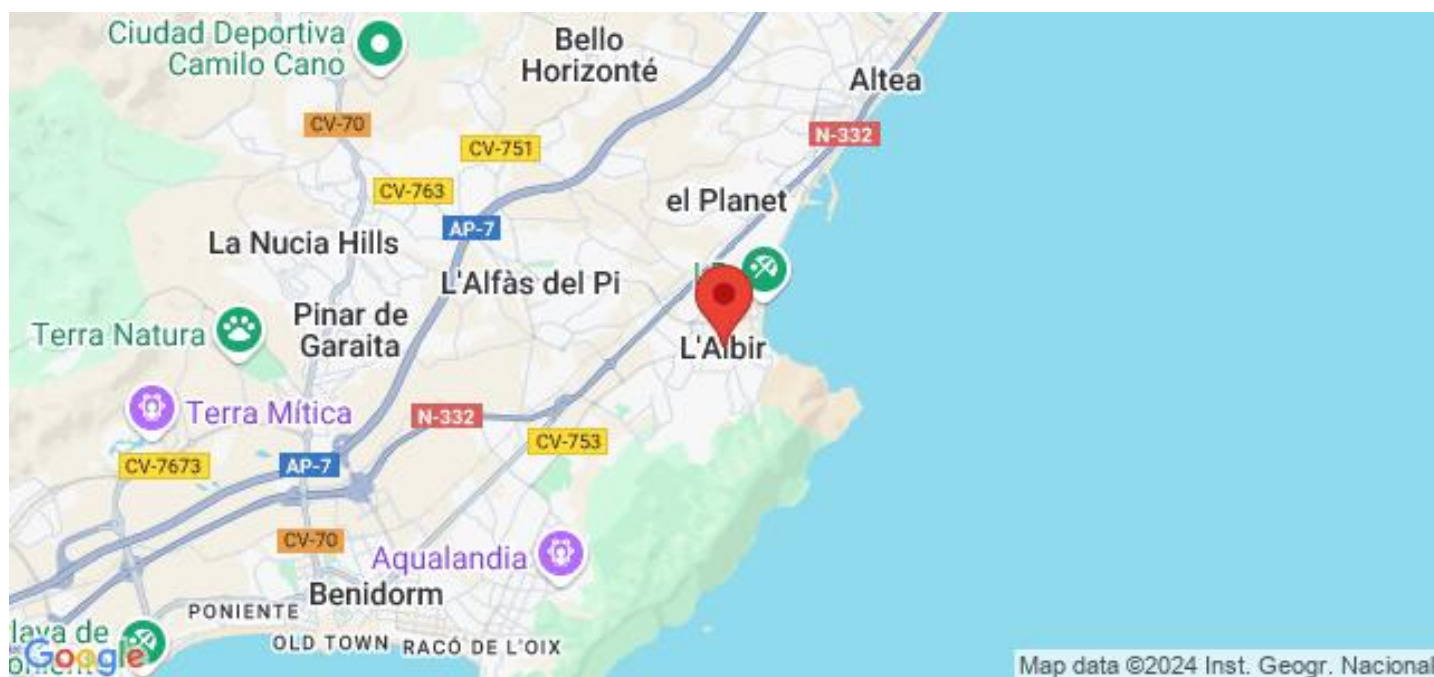 Ciudad Deportiva
Camilo Cano
Bello
Horizonté
Altea
CV-70
CV-751
N-332
CV-763
el Planet
AP-7
La Nucia Hills
L'Alfàs del Pi
Pinar de
Garaita
Terra Natura
L'Albir
Terra Mítica
N-332
CV-753
CV-7673
AP-7
CV-70
Aqualandia
Benidorm
PONIENTE
OLD TOWN
RACÓ DE L'OIX
laya de
Google
Map data ©2024 Inst. Geogr. Nacional